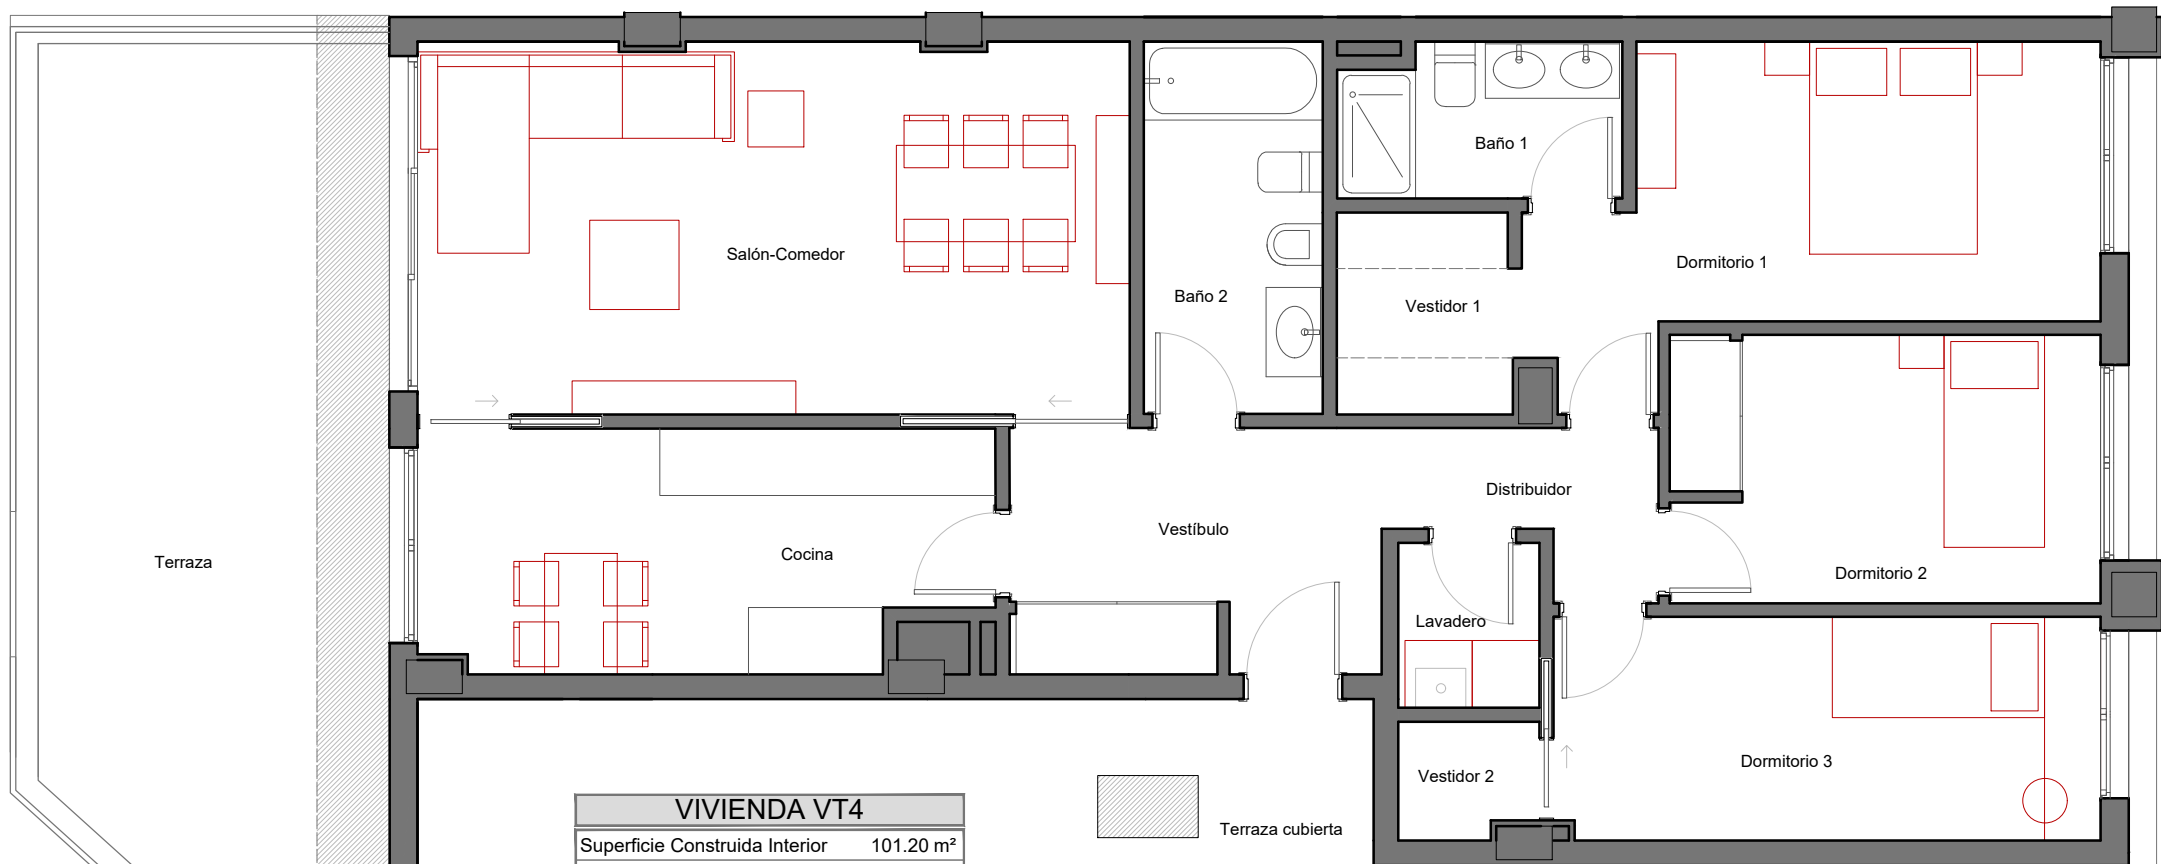 Baño 1
Salón-Comedor
Dormitorio 1
Baño 2
Vestidor 1
Distribuidor
Vestíbulo
Cocina
Terraza
Dormitorio 2
Lavadero
Dormitorio 3
Vestidor 2
VIVIENDA VT4
Terraza cubierta
Superficie Construida Interior 101.20 m²